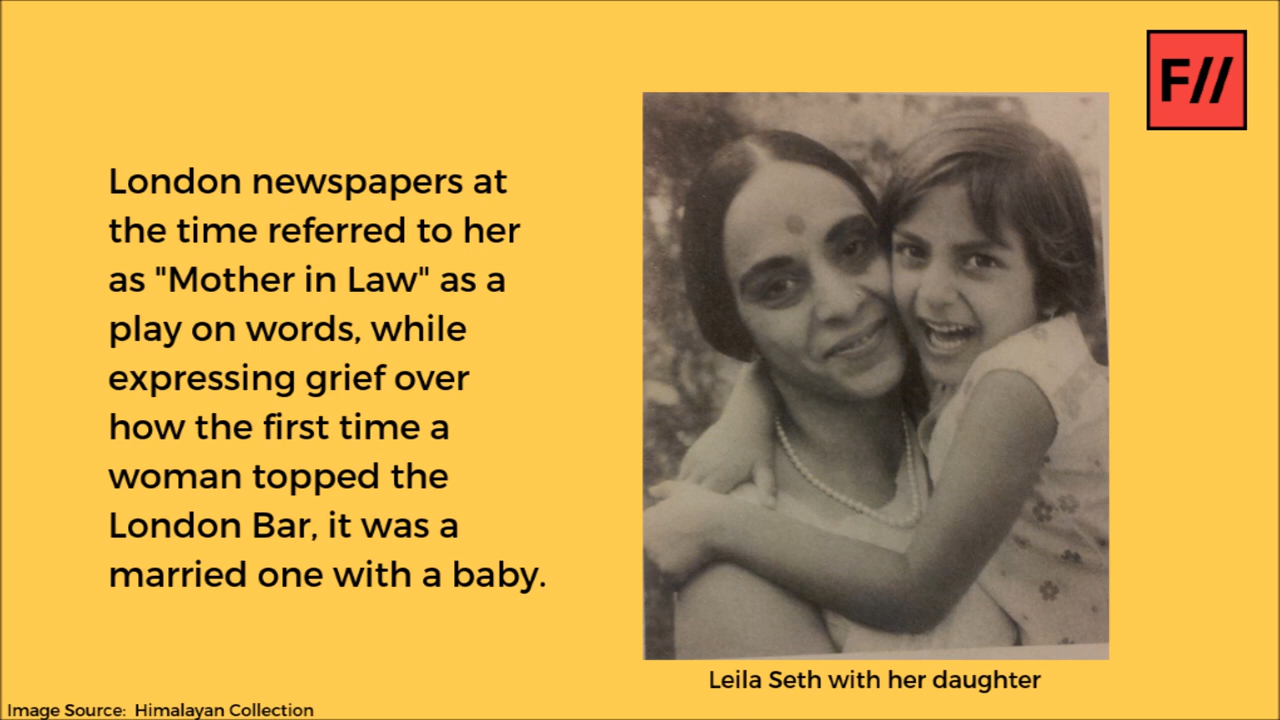 F//
London newspapers at
the time referred to her
as "Mother in Law" as a
play on words, while
expressing grief over
how the first time a
woman topped the
London Bar, it was a
married one with a baby.
Leila Seth with her daughter
Image Source: Himalayan Collection